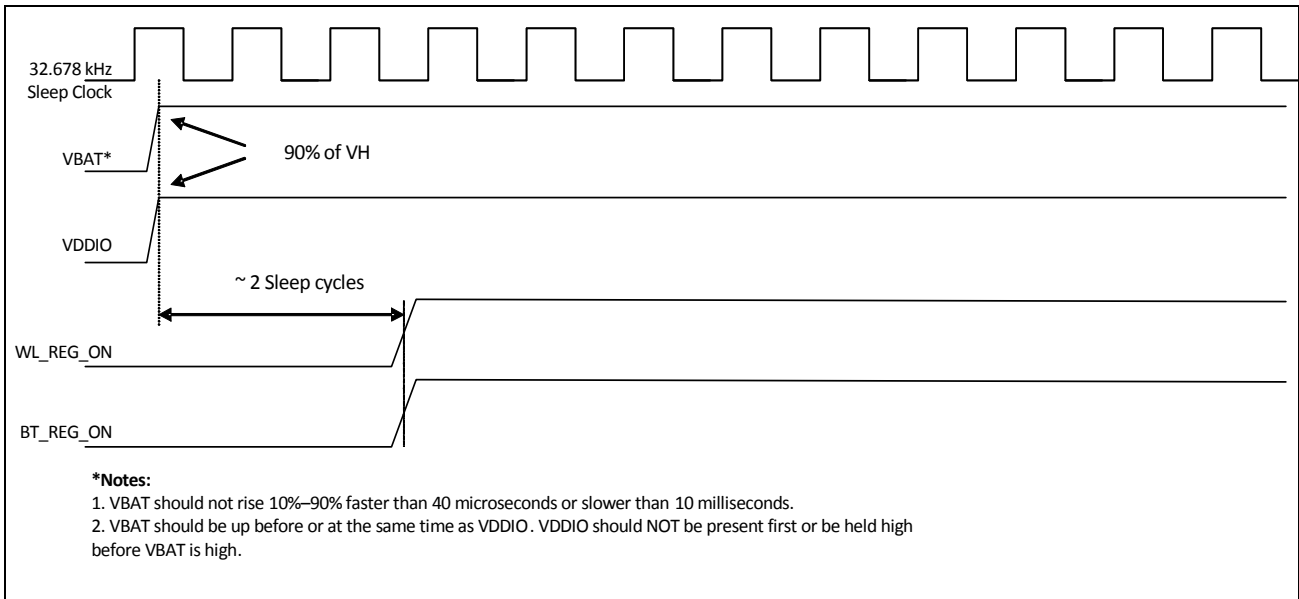 32.678 kHz
Sleep Clock
VBAT*
90% of VH
VDDIO
~ 2 Sleep cycles
WL_REG_ON
BT_REG_ON
*Notes:
1. VBAT should not rise 10%–90% faster than 40 microseconds or slower than 10 milliseconds.
2. VBAT should be up before or at the same time as VDDIO. VDDIO should NOT be present first or be held high
before VBAT is high.